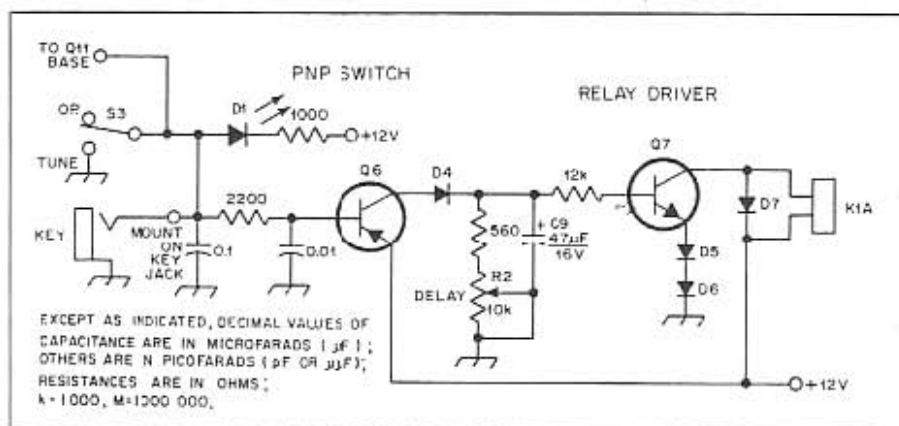 TO Q11
BASE
PNP SWITCH
RELAY DRIVER
OP.
S3
TUNE
D1
1000
+12V
Q6
D4
12k
Q7
D7
K1A
KEY
2200
MOUNT
ON
KEY
JACK
0.1
0.01
560
+ C9
47µF
16V
DELAY
R2
10k
D5
D6
+12V
EXCEPT AS INDICATED, DECIMAL VALUES OF
CAPACITANCE ARE IN MICROFARADS (µF);
OTHERS ARE N PICOFARADS (pF OR µµF);
RESISTANCES ARE IN OHMS;
k=1000, M=1000 000.